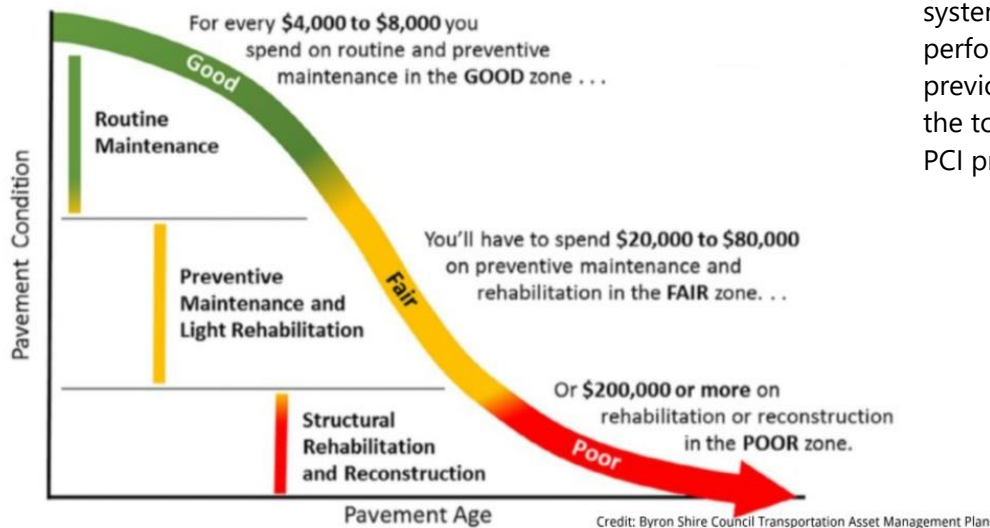 For every $4,000 to $8,000 you
spend on routine and preventive
maintenance in the GOOD zone . . .
Good
Routine
Maintenance
Pavement Condition
You'll have to spend $20,000 to $80,000
on preventive maintenance and
rehabilitation in the FAIR zone. . .
Fair
Preventive
Maintenance and
Light Rehabilitation
Or $200,000 or more on
rehabilitation or reconstruction
in the POOR zone.
Poor
Structural
Rehabilitation
and Reconstruction
Pavement Age
Credit: Byron Shire Council Transportation Asset Management Plan
the
PCI